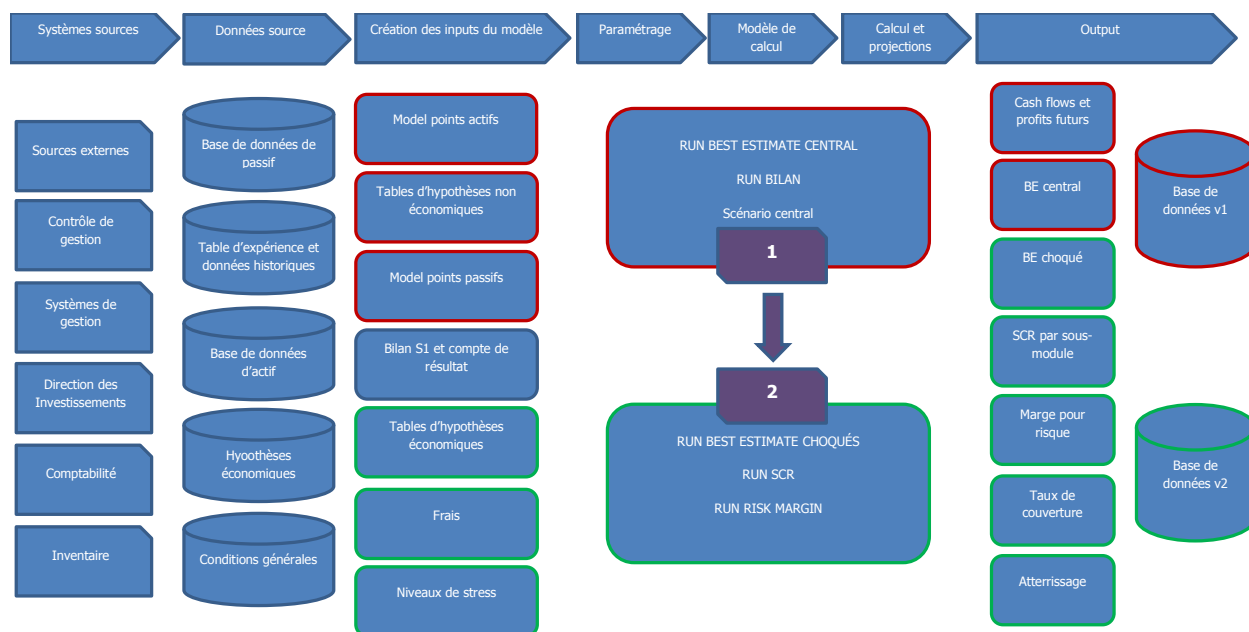 Systèmes sources
Données source
Création des inputs du modèle
Paramétrage
Modèle de
calcul
Calcul et
projections
Output
Sources externes
Contrôle de
gestion
Systèmes de
gestion
Direction des
Investissements
Comptabilité
Inventaire
Base de données de
passif
Table d'expérience et
données historiques
Base de données
d'actif
Hyoothèses
économiques
Conditions générales
Model points actifs
Tables d'hypothèses non
économiques
Model points passifs
Bilan S1 et compte de
résultat
Tables d'hypothèses
économiques
Frais
Niveaux de stress
RUN BEST ESTIMATE CENTRAL
RUN BILAN
Scénario central
1
2
RUN BEST ESTIMATE CHOQUÉS
RUN SCR
RUN RISK MARGIN
Cash flows et
profits futurs
BE central
BE choqué
SCR par sous-
module
Marge pour
risque
Taux de
couverture
Atterrissage
Base de
données v1
Base de
données v2